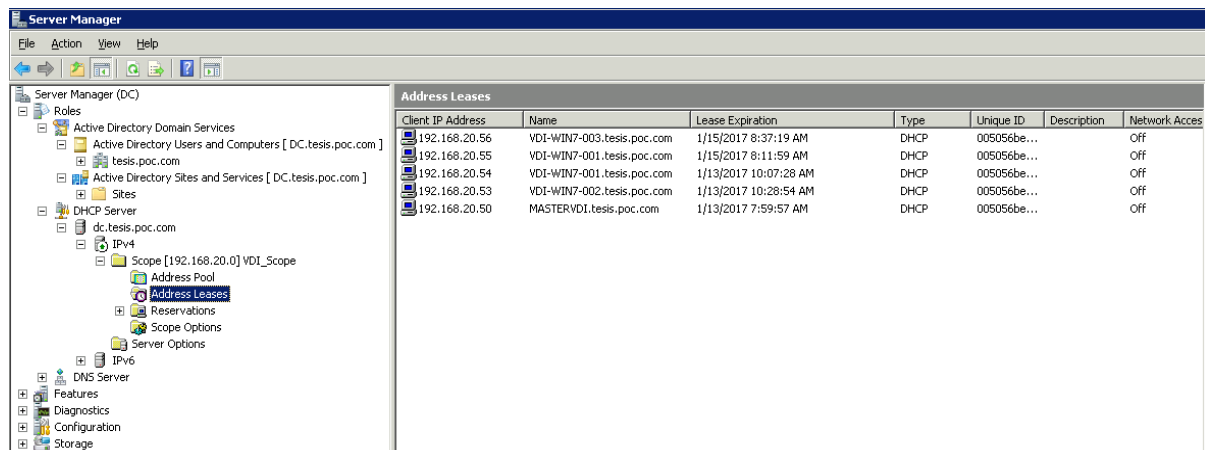 Server Manager
File Action View Help
Server Manager (DC)
Roles
Active Directory Domain Services
Active Directory Users and Computers [ DC.tesis.poc.com ]
tesis.poc.com
Active Directory Sites and Services [ DC.tesis.poc.com ]
Sites
DHCP Server
dc.tesis.poc.com
IPv4
Scope [192.168.20.0] VDI_Scope
Address Pool
Address Leases
Reservations
Scope Options
Server Options
IPv6
DNS Server
Features
Diagnostics
Configuration
Storage
Address Leases
Client IP Address Name Lease Expiration Type Unique ID Description Network Acces
192.168.20.56 VDI-WIN7-003.tesis.poc.com 1/15/2017 8:37:19 AM DHCP 005056be... Off
192.168.20.55 VDI-WIN7-001.tesis.poc.com 1/15/2017 8:11:59 AM DHCP 005056be... Off
192.168.20.54 VDI-WIN7-001.tesis.poc.com 1/13/2017 10:07:28 AM DHCP 005056be... Off
192.168.20.53 VDI-WIN7-002.tesis.poc.com 1/13/2017 10:28:54 AM DHCP 005056be... Off
192.168.20.50 MASTERVDI.tesis.poc.com 1/13/2017 7:59:57 AM DHCP 005056be... Off